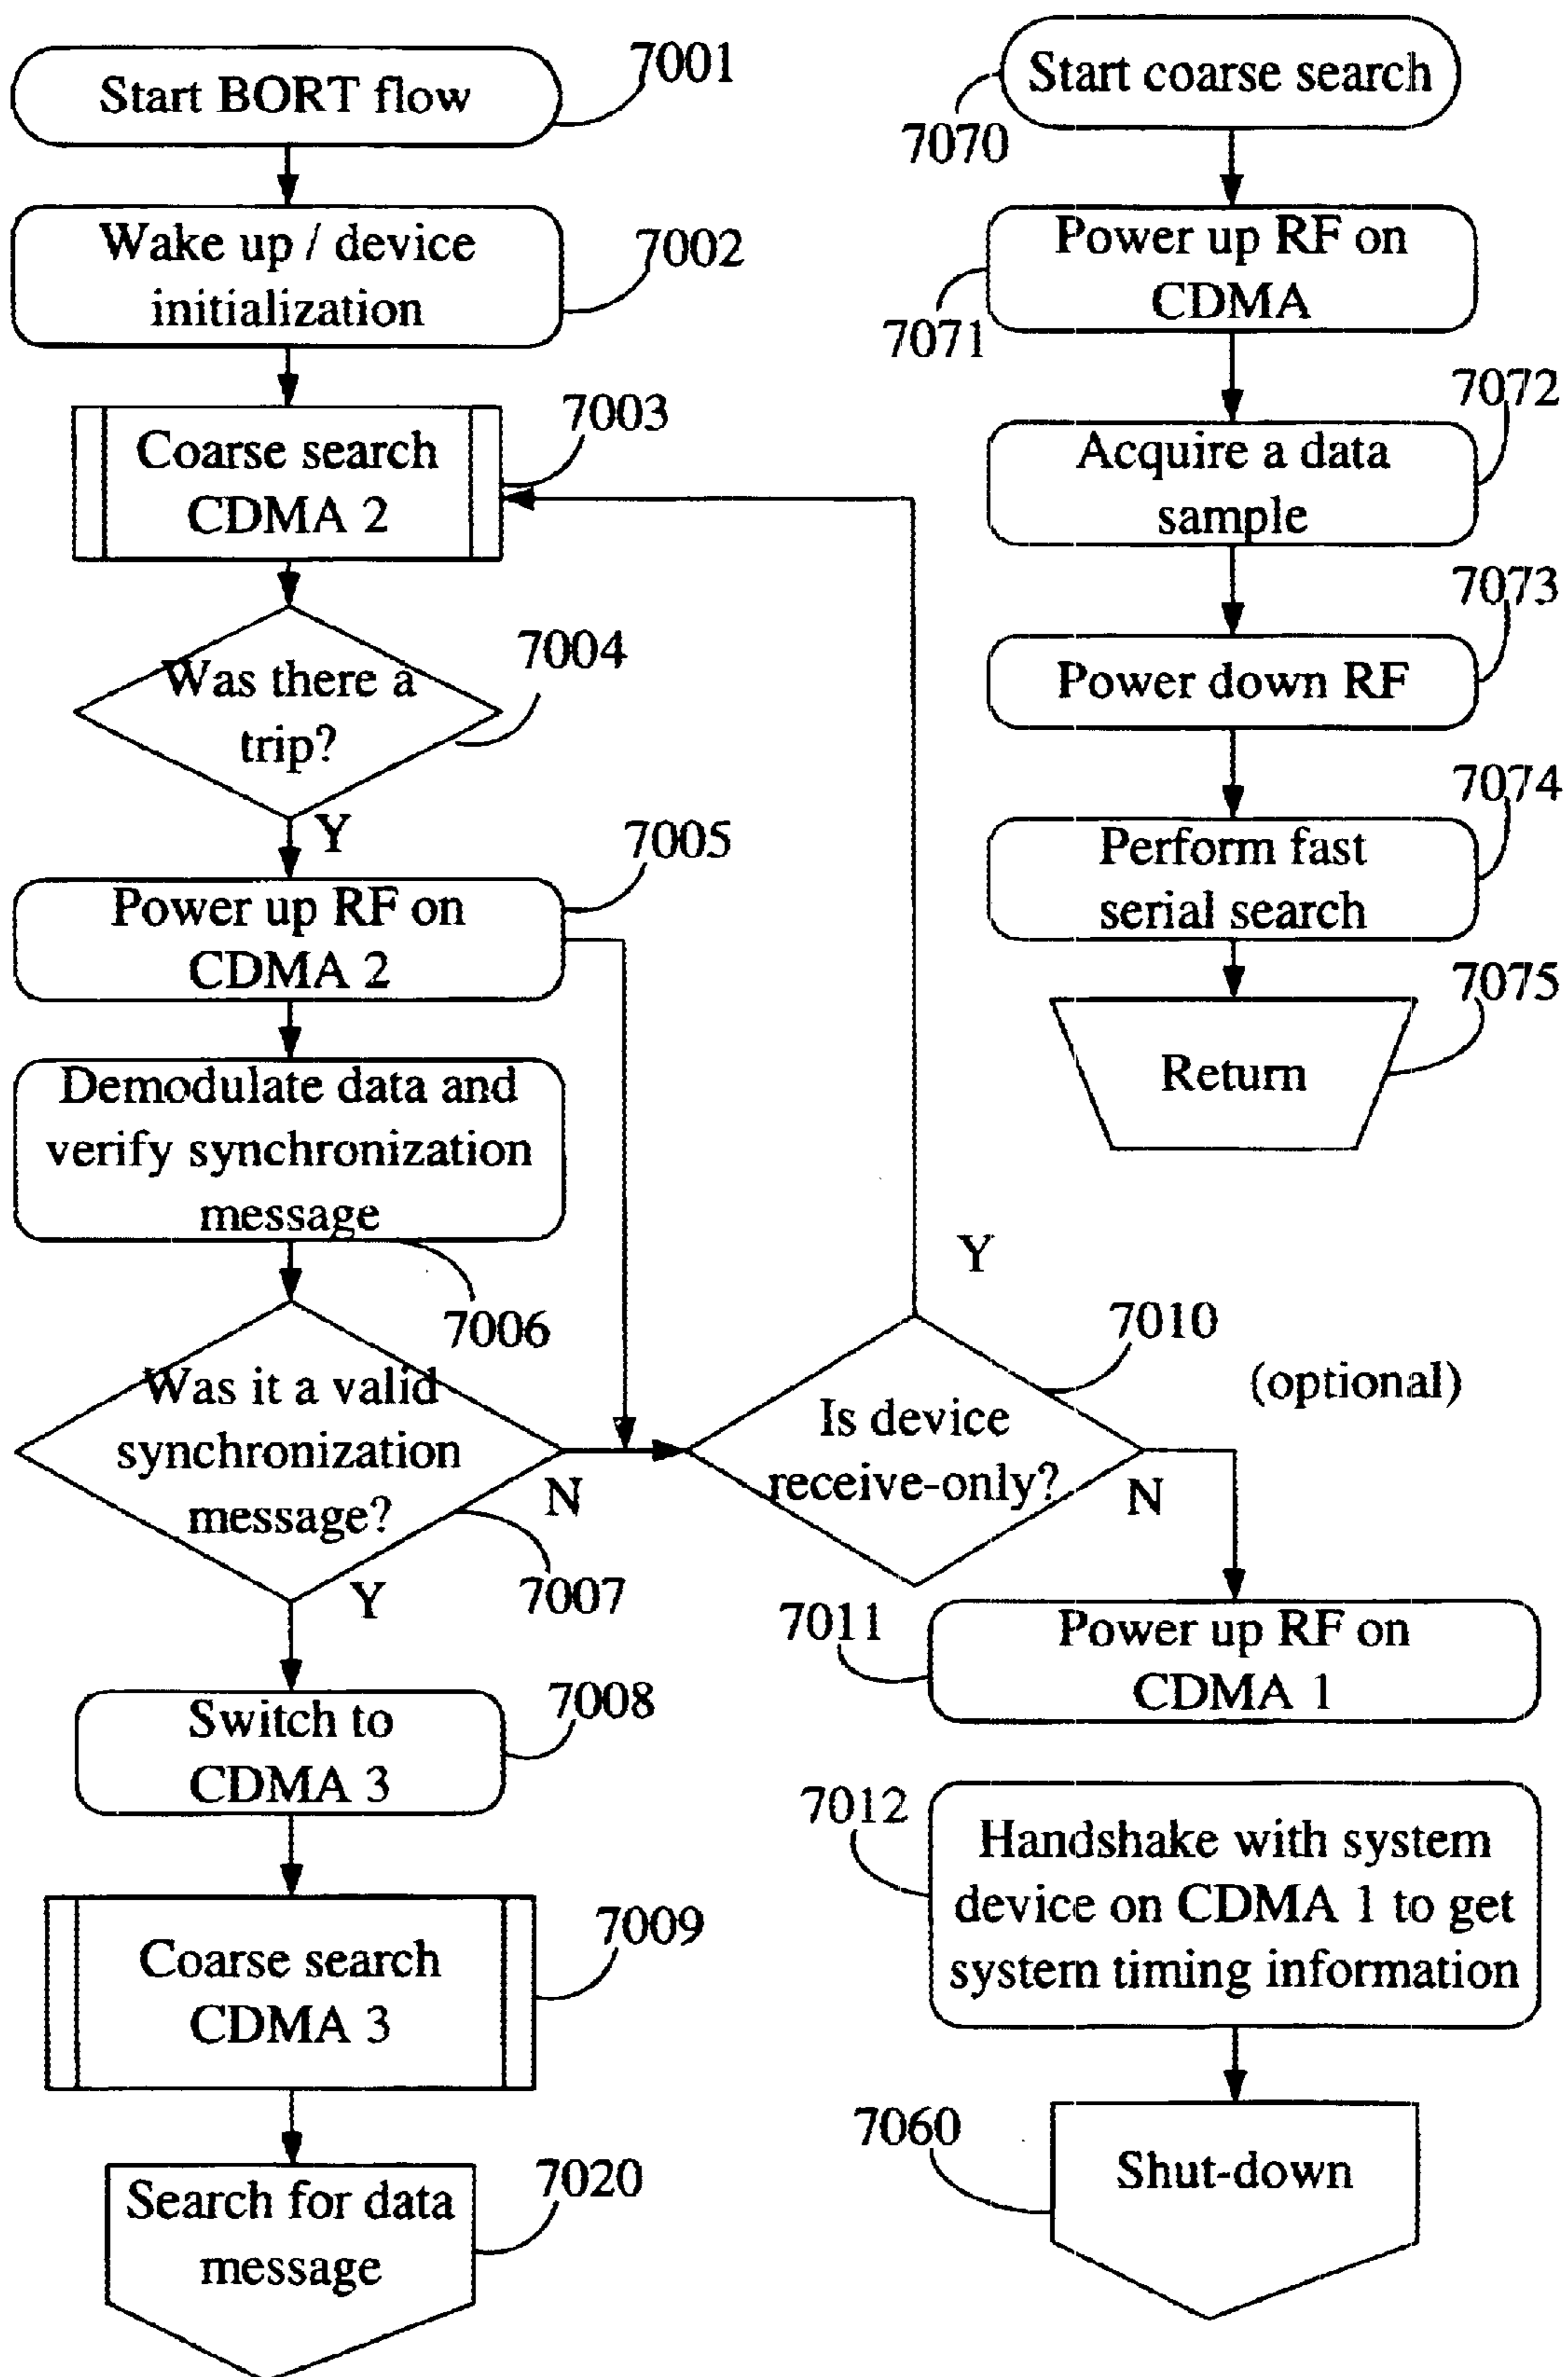 Start BORT flow
7001
Wake up / device
initialization
7002
Coarse search
CDMA 2
7003
Was there a
trip?
7004
Y
Power up RF on
CDMA 2
7005
Demodulate data and
verify synchronization
message
7006
Was it a valid
synchronization
message?
N
7007
Y
Switch to
CDMA 3
7008
Coarse search
CDMA 3
7009
Search for data
message
7020
Start coarse search
7070
Power up RF on
CDMA
7071
Acquire a data
sample
7072
Power down RF
7073
Perform fast
serial search
7074
Return
7075
Y
Is device
receive-only?
7010
(optional)
N
Power up RF on
CDMA 1
7011
Handshake with system
device on CDMA 1 to get
system timing information
7012
Shut-down
7060